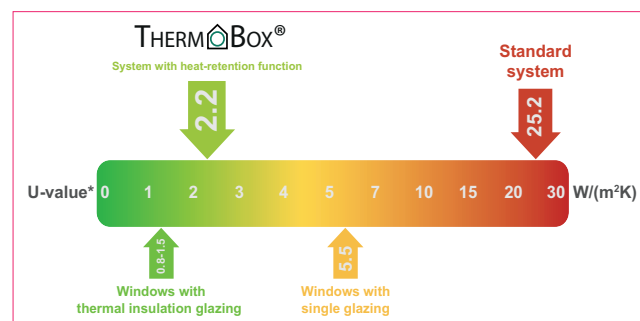 THERMOBOX®
System with heat-retention function
Standard
system
2.2
25.2
U-value* 0 1 2 3 4 5 7 10 15 20 30 W/(m²K)
0.8-1.5
5.5
Windows with
thermal insulation glazing
Windows with
single glazing